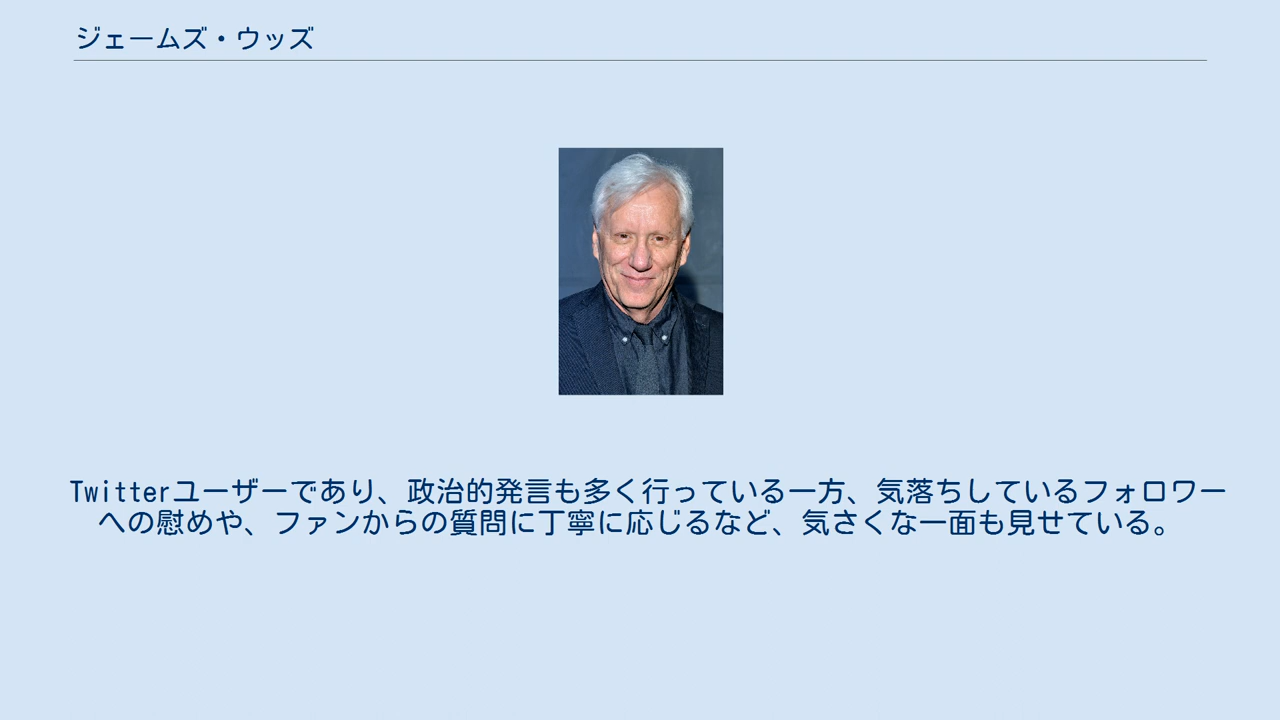 ジェームズ・ウッズ
Twitterユーザーであり、政治的発言も多く行っている一方、気落ちしているフォロワー
への慰めや、ファンからの質問に丁寧に応じるなど、気さくな一面も見せている。